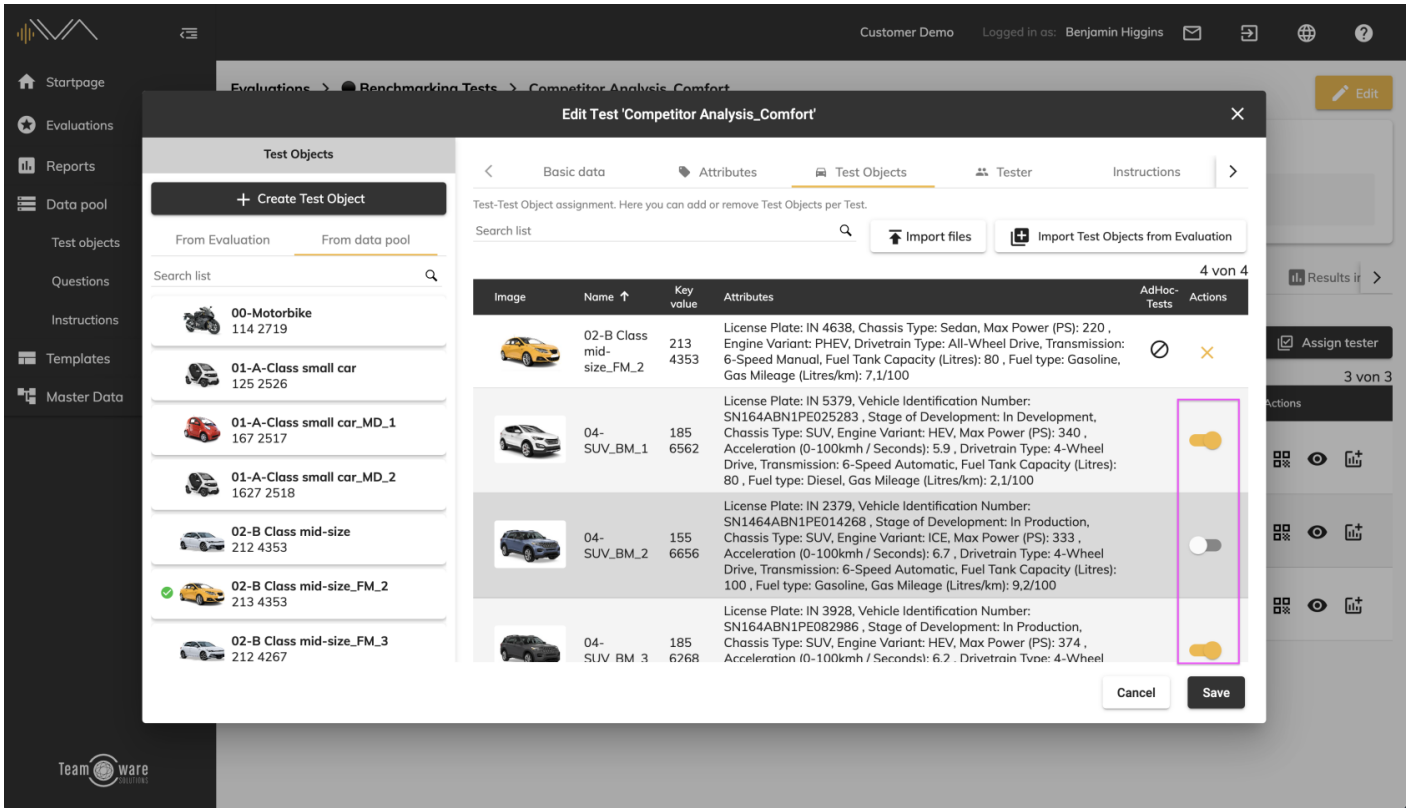 Customer Demo
Logged in as: Benjamin Higgins
Startpage
Evaluations
Reports
Data pool
Test objects
Questions
Instructions
Templates
Master Data
Team ware
SOLUTIONS
Evaluations > Benchmarking Tests > Competitor Analysis_Comfort
Edit
Edit Test 'Competitor Analysis_Comfort'
Test Objects
+ Create Test Object
From Evaluation
From data pool
Search list
00-Motorbike
114 2719
01-A-Class small car
125 2526
01-A-Class small car_MD_1
167 2517
01-A-Class small car_MD_2
1627 2518
02-B Class mid-size
212 4353
02-B Class mid-size_FM_2
213 4353
02-B Class mid-size_FM_3
212 4267
Basic data
Attributes
Test Objects
Tester
Instructions
Test-Test Object assignment. Here you can add or remove Test Objects per Test.
Search list
Import files
Import Test Objects from Evaluation
4 von 4
Image
Name
Key
value
Attributes
AdHoc-
Tests
Actions
02-B Class
mid-
size_FM_2
213
4353
License Plate: IN 4638, Chassis Type: Sedan, Max Power (PS): 220 ,
Engine Variant: PHEV, Drivetrain Type: All-Wheel Drive, Transmission:
6-Speed Manual, Fuel Tank Capacity (Litres): 80 , Fuel type: Gasoline,
Gas Mileage (Litres/km): 7,1/100
04-
SUV_BM_1
185
6562
License Plate: IN 5379, Vehicle Identification Number:
SN164ABN1PE025283 , Stage of Development: In Development,
Chassis Type: SUV, Engine Variant: HEV, Max Power (PS): 340 ,
Acceleration (0-100kmh / Seconds): 5.9 , Drivetrain Type: 4-Wheel
Drive, Transmission: 6-Speed Automatic, Fuel Tank Capacity (Litres):
80 , Fuel type: Diesel, Gas Mileage (Litres/km): 2,1/100
04-
SUV_BM_2
155
6656
License Plate: IN 2379, Vehicle Identification Number:
SN1464ABN1PE014268 , Stage of Development: In Production,
Chassis Type: SUV, Engine Variant: ICE, Max Power (PS): 333 ,
Acceleration (0-100kmh / Seconds): 6.7 , Drivetrain Type: 4-Wheel
Drive, Transmission: 6-Speed Automatic, Fuel Tank Capacity (Litres):
100 , Fuel type: Gasoline, Gas Mileage (Litres/km): 9,2/100
04-
SUV_BM_3
185
6268
License Plate: IN 3928, Vehicle Identification Number:
SN164ABN1PE082986 , Stage of Development: In Production,
Chassis Type: SUV, Engine Variant: HEV, Max Power (PS): 374 ,
Acceleration (0-100kmh / Seconds): 6.2 , Drivetrain Type: 4-Wheel
Cancel
Save
Results in
Assign tester
3 von 3
Actions